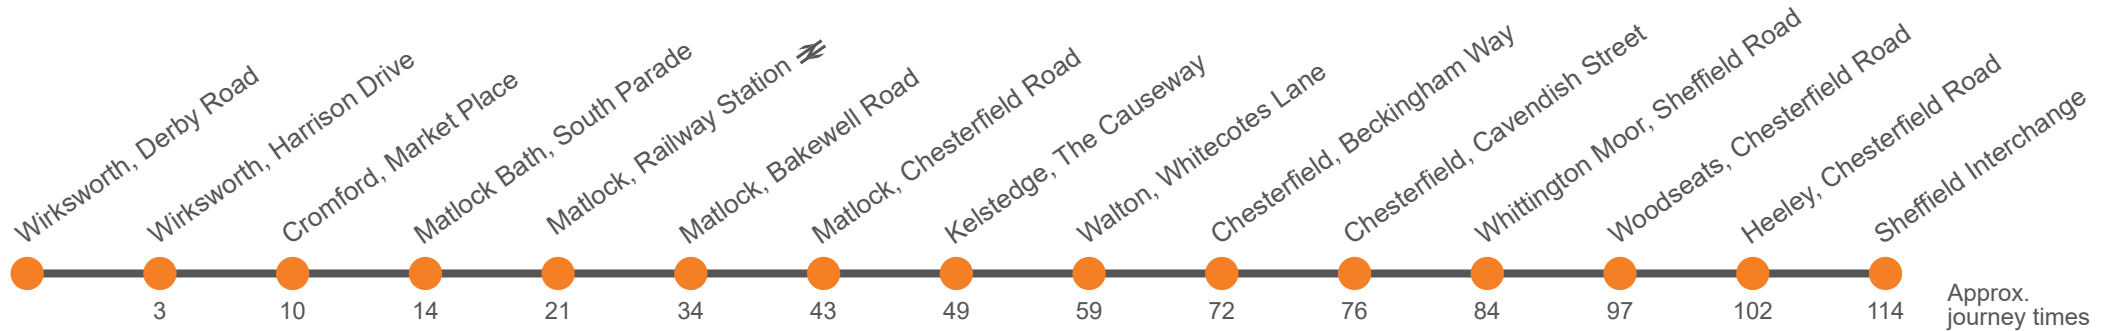 Wirksworth, Derby Road
Wirksworth, Harrison Drive
Cromford, Market Place
Matlock Bath, South Parade
Matlock, Railway Station
Matlock, Bakewell Road
Matlock, Chesterfield Road
Kelstedge, The Causeway
Walton, Whitecotes Lane
Chesterfield, Beckingham Way
Chesterfield, Cavendish Street
Whittington Moor, Sheffield Road
Woodseats, Chesterfield Road
Heeley, Chesterfield Road
Sheffield Interchange
3 10 14 21 34 43 49 59 72 76 84 97 102 114
Approx.
journey times